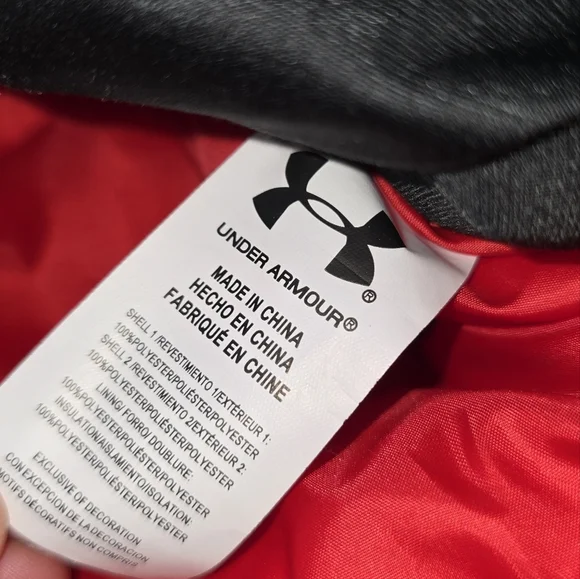 UNDER ARMOUR®
MADE IN CHINA
HECHO EN CHINA
FABRIQUÉ EN CHINE
SHELL 1 /REVESTIMIENTO 1/EXTÉRIEUR 1:
100%POLYESTER/POLIÉSTER/POLYESTER
SHELL 2 /REVESTIMIENTO 2/EXTÉRIEUR 2:
100%POLYESTER/POLIÉSTER/POLYESTER
LINING/ FORRO/ DOUBLURE:
100%POLYESTER/POLIÉSTER/POLYESTER
INSULATION/AISLAMIENTO/ISOLATION:
100%POLYESTER/POLIÉSTER/POLYESTER
EXCLUSIVE OF DECORATION
CON EXCEPCIÓN DE LA DECORACIÓN
MOTIFS DÉCORATIFS NON COMPRIS